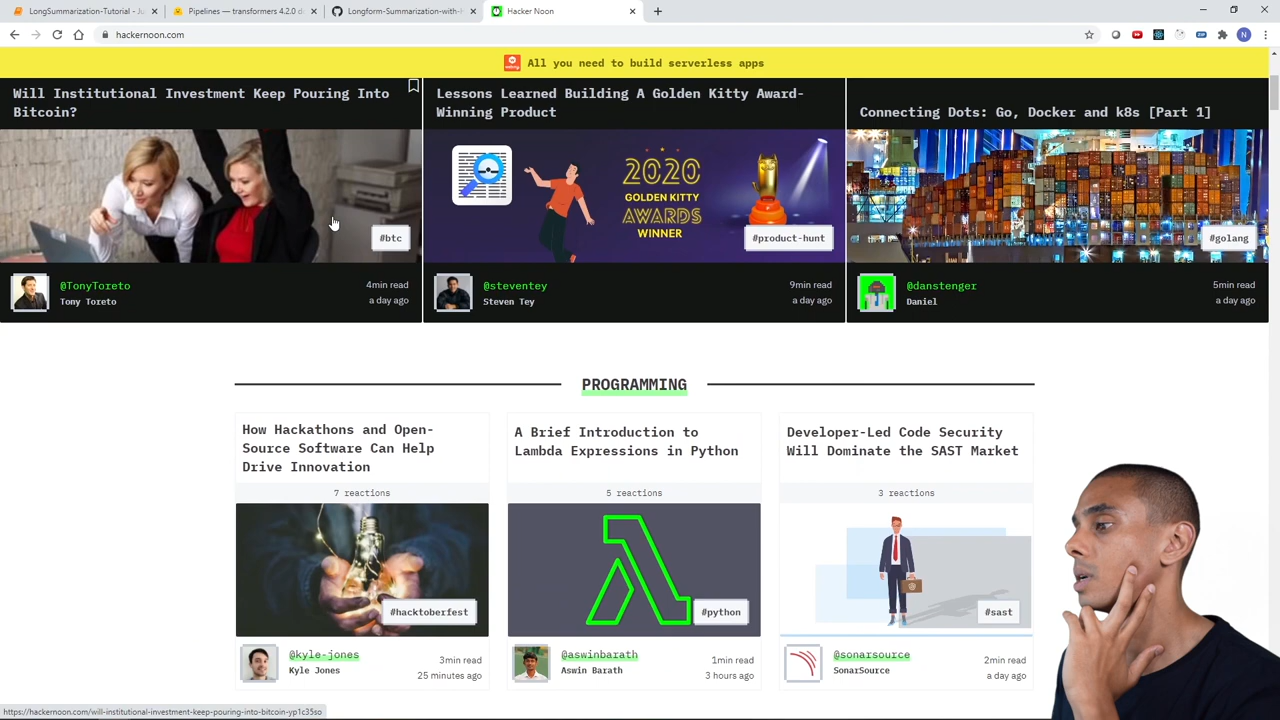 LongSummarization-Tutorial - Ju
Pipelines — transformers 4.2.0 d
Longform-Summarization-with-H
Hacker Noon
hackernoon.com
All you need to build serverless apps
Will Institutional Investment Keep Pouring Into
Bitcoin?
#btc
@TonyToreto
Tony Toreto
4min read
a day ago
Lessons Learned Building A Golden Kitty Award-
Winning Product
2020
GOLDEN KITTY
AWARDS
WINNER
#product-hunt
@steventey
Steven Tey
9min read
a day ago
Connecting Dots: Go, Docker and k8s [Part 1]
#golang
@danstenger
Daniel
5min read
a day ago
PROGRAMMING
How Hackathons and Open-
Source Software Can Help
Drive Innovation
7 reactions
#hacktoberfest
@kyle-jones
Kyle Jones
3min read
25 minutes ago
A Brief Introduction to
Lambda Expressions in Python
5 reactions
#python
@aswinbarath
Aswin Barath
1min read
3 hours ago
Developer-Led Code Security
Will Dominate the SAST Market
3 reactions
#sast
@sonarsource
SonarSource
2min read
a day ago
https://hackernoon.com/will-institutional-investment-keep-pouring-into-bitcoin-yp1c35so